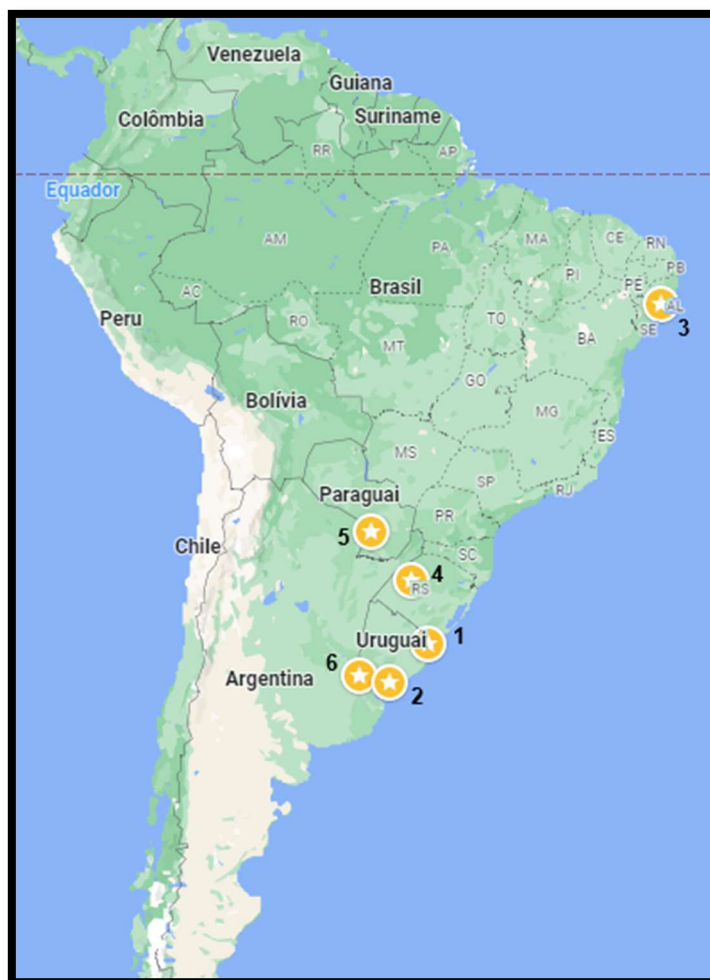 Venezuela
Guiana
Colômbia
Suriname
RR
AP
Equador
AM
PA
MA
CE
RN
PB
PI
PE
Brasil
AC
AL
Peru
RO
TO
SE
3
MT
BA
Bolívia
GO
MG
MS
ES
SP
RJ
Paraguai
PR
5
Chile
SC
4
RS
Uruguai
1
6
Argentina
2